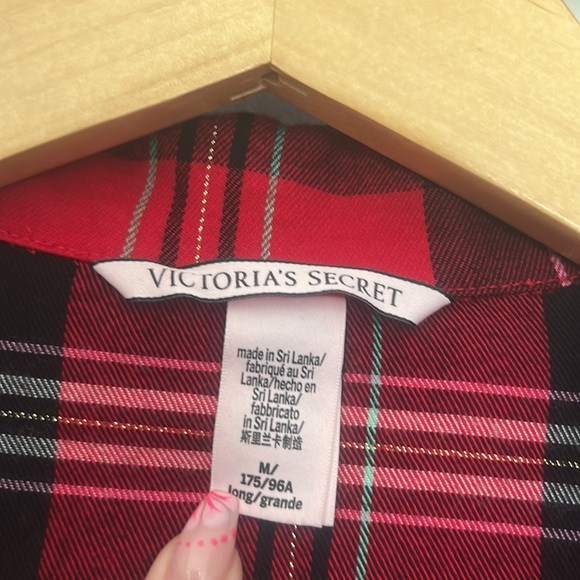 VICTORIA'S SECRET
made in Sri Lanka/
fabriqué au Sri
Lanka/hecho en
Sri Lanka/
fabbricato
in Sri Lanka/
斯里兰卡制造
M/
175/96A
long/grande